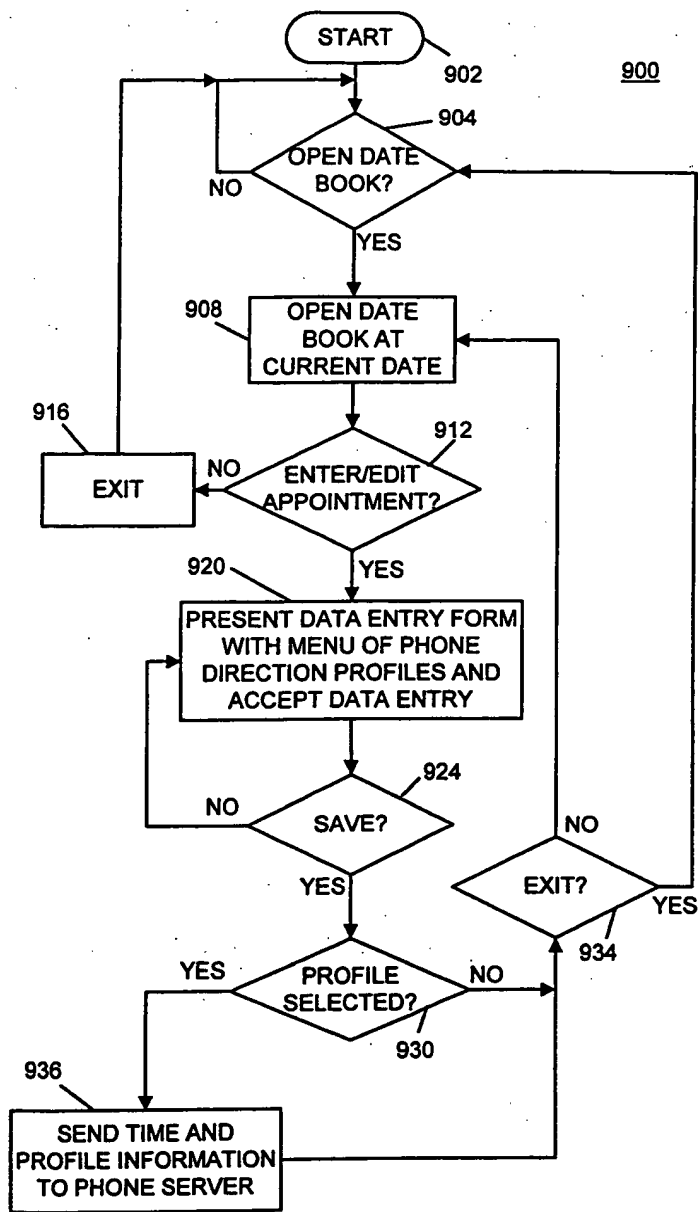 START
902
900
904
OPEN DATE
BOOK?
NO
YES
908
OPEN DATE
BOOK AT
CURRENT DATE
916
912
EXIT
NO
ENTER/EDIT
APPOINTMENT?
YES
920
PRESENT DATA ENTRY FORM
WITH MENU OF PHONE
DIRECTION PROFILES AND
ACCEPT DATA ENTRY
924
NO
SAVE?
YES
NO
EXIT?
YES
934
YES
PROFILE
SELECTED?
NO
930
936
SEND TIME AND
PROFILE INFORMATION
TO PHONE SERVER